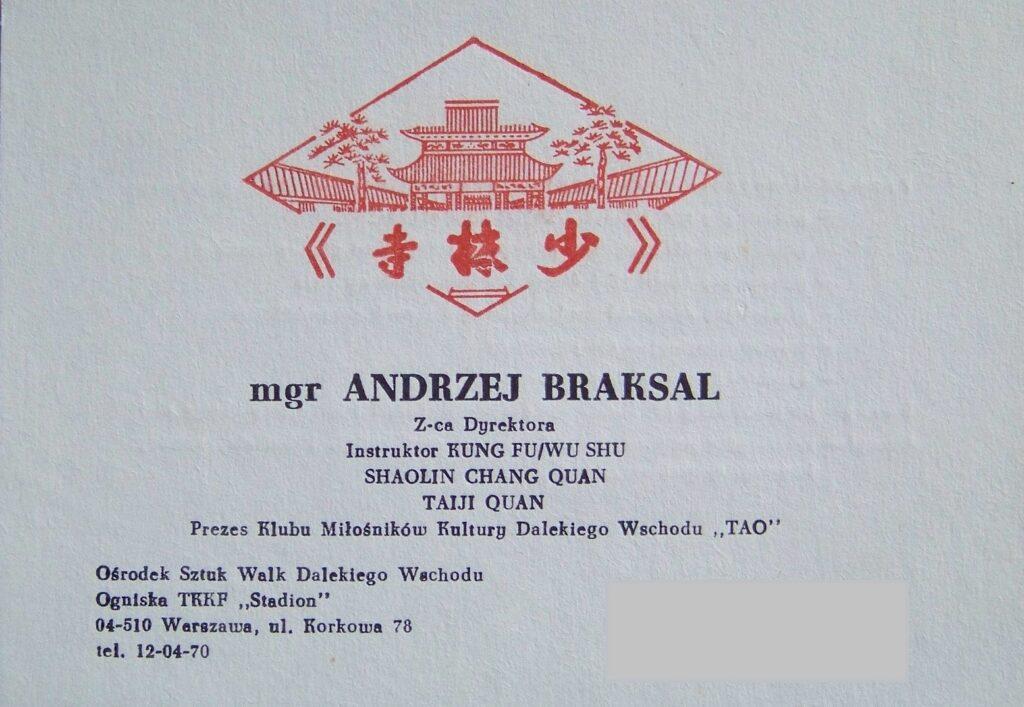 《少林寺》
mgr ANDRZEJ BRAKSAL
Z-ca Dyrektora
Instruktor KUNG FU/WU SHU
SHAOLIN CHANG QUAN
TAIJI QUAN
Prezes Klubu Miłośników Kultury Dalekiego Wschodu ,,TAO’’
Ośrodek Sztuk Walk Dalekiego Wschodu
Ogniska TKKF ,,Stadion’’
04-510 Warszawa, ul. Korkowa 78
tel. 12-04-70